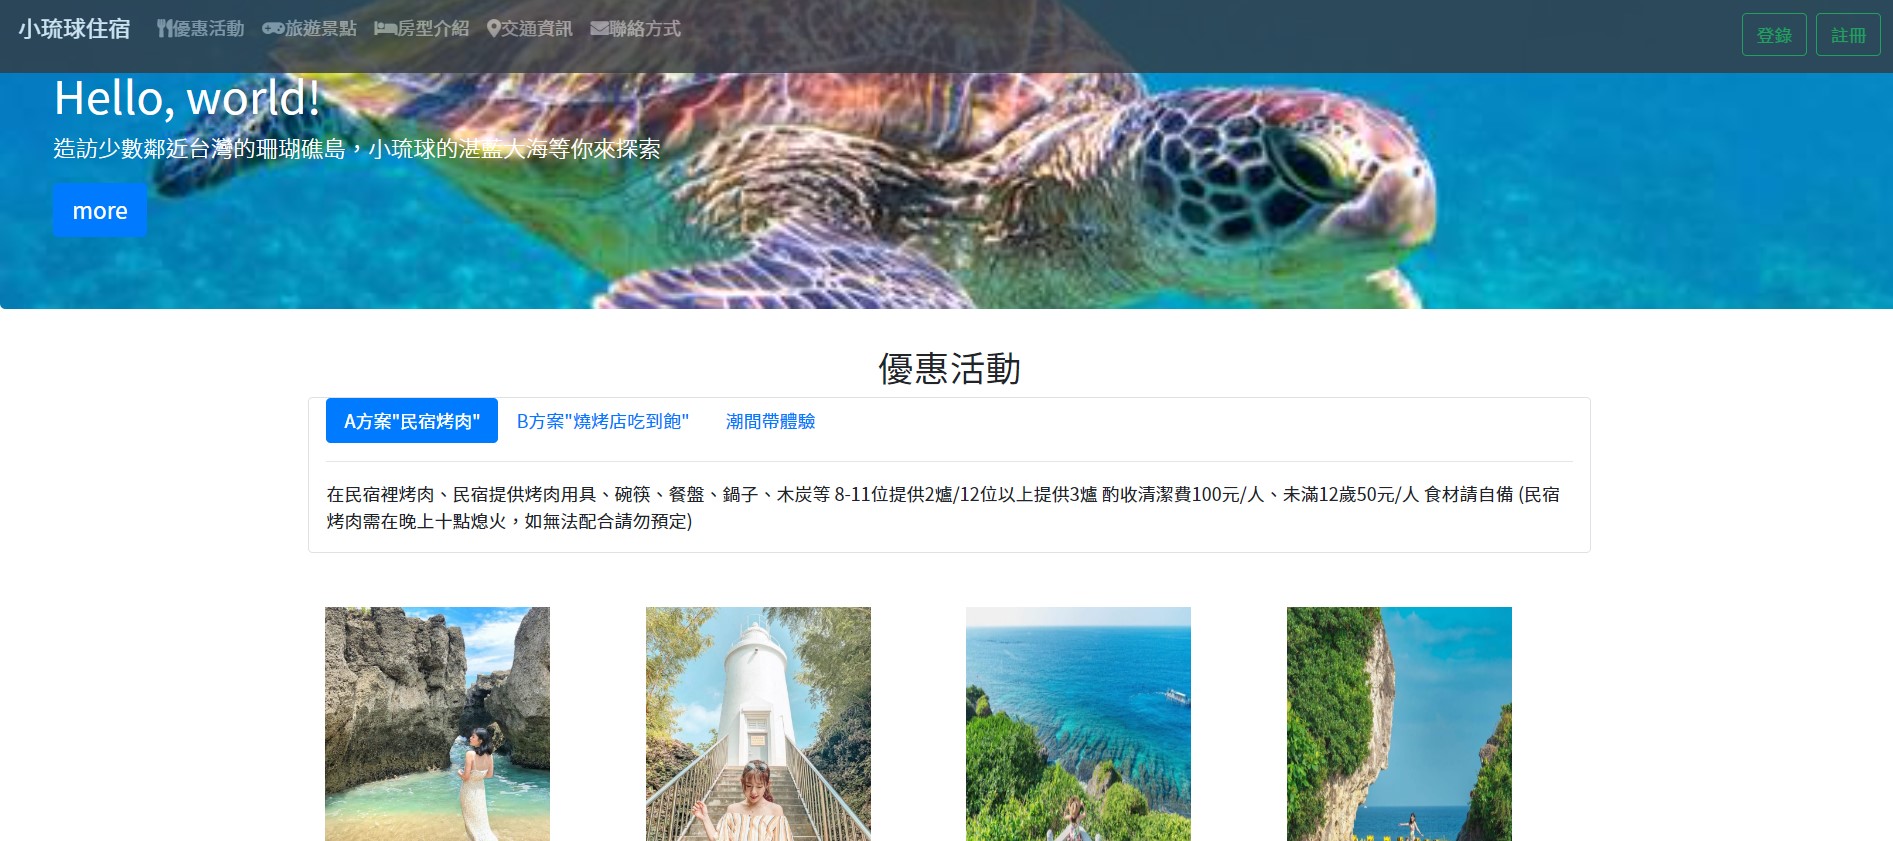 小琉球住宿 優惠活動 旅遊景點 房型介紹 交通資訊 聯絡方式 登錄 註冊
Hello, world!
造訪少數鄰近台灣的珊瑚礁島，小琉球的湛藍大海等你來探索
more
優惠活動
A方案"民宿烤肉" B方案"燒烤店吃到飽" 潮間帶體驗
在民宿裡烤肉、民宿提供烤肉用具、碗筷、餐盤、鍋子、木炭等 8-11位提供2爐/12位以上提供3爐 酌收清潔費100元/人、未滿12歲50元/人 食材請自備 (民宿
烤肉需在晚上十點熄火，如無法配合請勿預定)